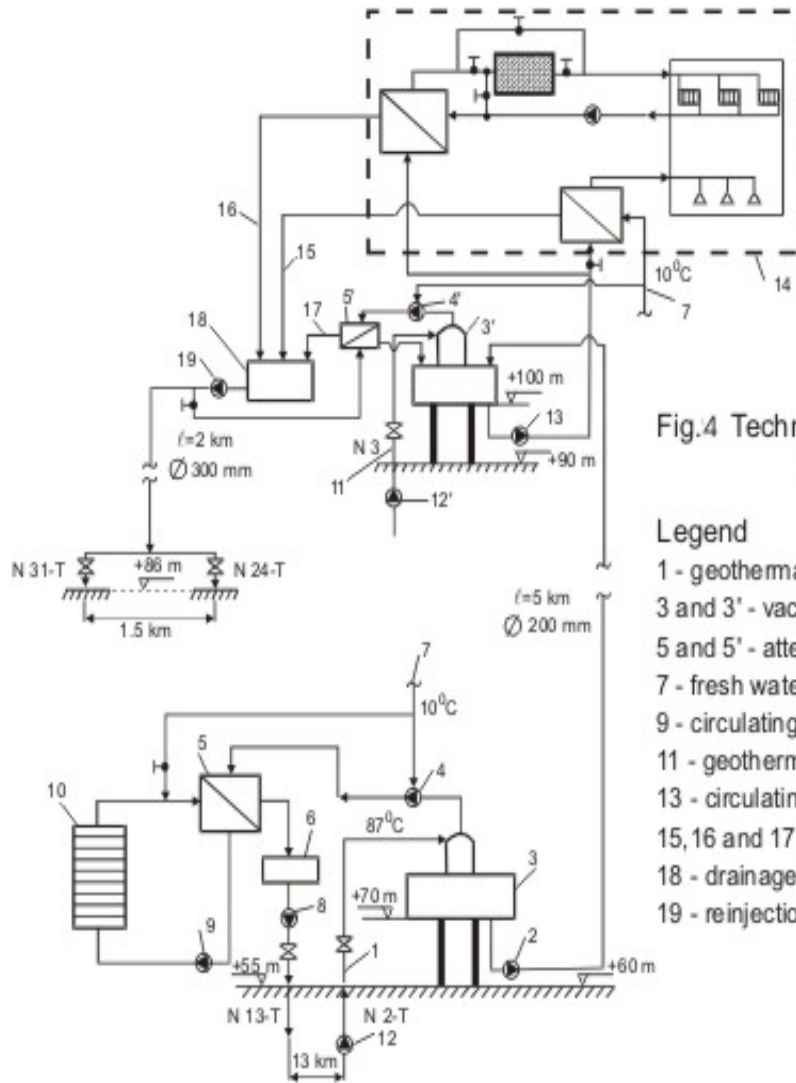 16
15
10⁰C
14
7
4'
5'
3'
17
18
19
+100 m
13
ℓ=2 km
Ø 300 mm
N 3
+90 m
11
12'
N 31-T
+86 m
N 24-T
1.5 km
ℓ=5 km
Ø 200 mm
Fig.4 Techn
Legend
1 - geotherma
3 and 3' - vac
5 and 5' - atte
7 - fresh wate
9 - circulating
11 - geotherm
13 - circulatin
15,16 and 17
18 - drainage
19 - reinjectio
7
10⁰C
5
4
10
6
87⁰C
3
+70 m
8
9
1
2
+55 m
+60 m
N 13-T
N 2-T
12
13 km